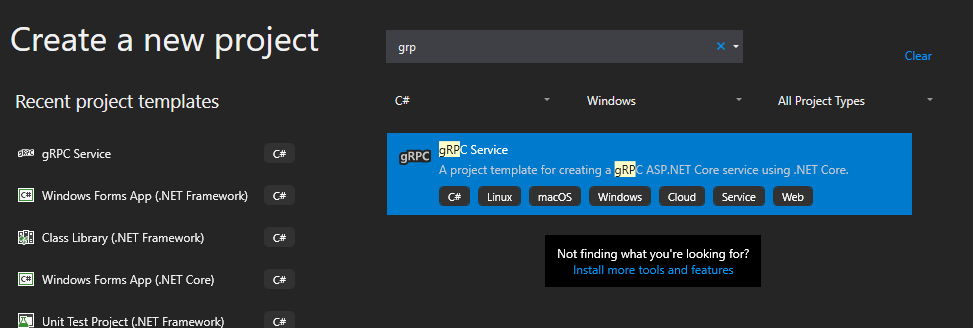 Create a new project
grp
Clear
Recent project templates
C#
Windows
All Project Types
gRPC Service
C#
Windows Forms App (.NET Framework)
C#
Class Library (.NET Framework)
C#
Windows Forms App (.NET Core)
C#
Unit Test Project (.NET Framework)
C#
gRPC
gRPC Service
A project template for creating a gRPC ASP.NET Core service using .NET Core.
C# Linux macOS Windows Cloud Service Web
Not finding what you're looking for?
Install more tools and features